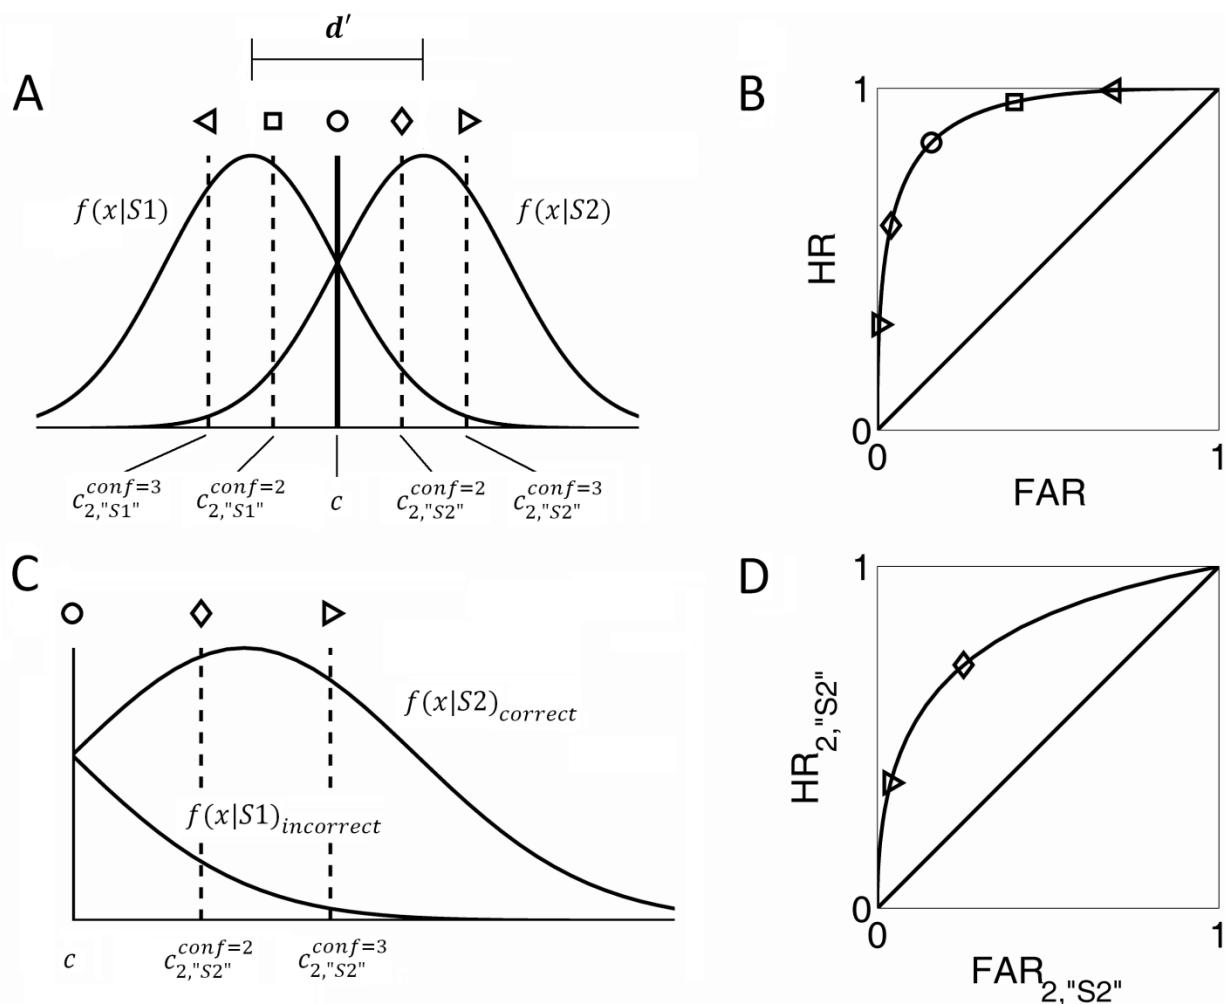 d′
A
f(x|S1)
f(x|S2)
c2,"S1"conf=3
c2,"S1"conf=2
c
c2,"S2"conf=2
c2,"S2"conf=3
B
1
HR
0
0
1
FAR
C
f(x|S2)correct
f(x|S1)incorrect
c
c2,"S2"conf=2
c2,"S2"conf=3
D
1
HR2,"S2"
0
0
1
FAR2,"S2"